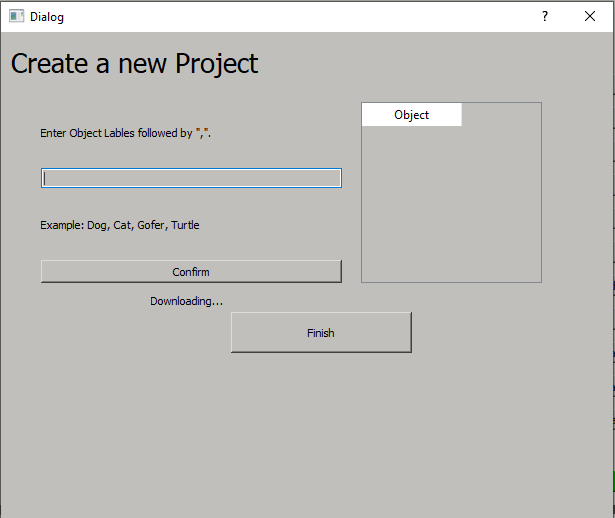 Dialog
?
Create a new Project
Object
Enter Object Lables followed by ",".
Example: Dog, Cat, Gofer, Turtle
Confirm
Downloading...
Finish